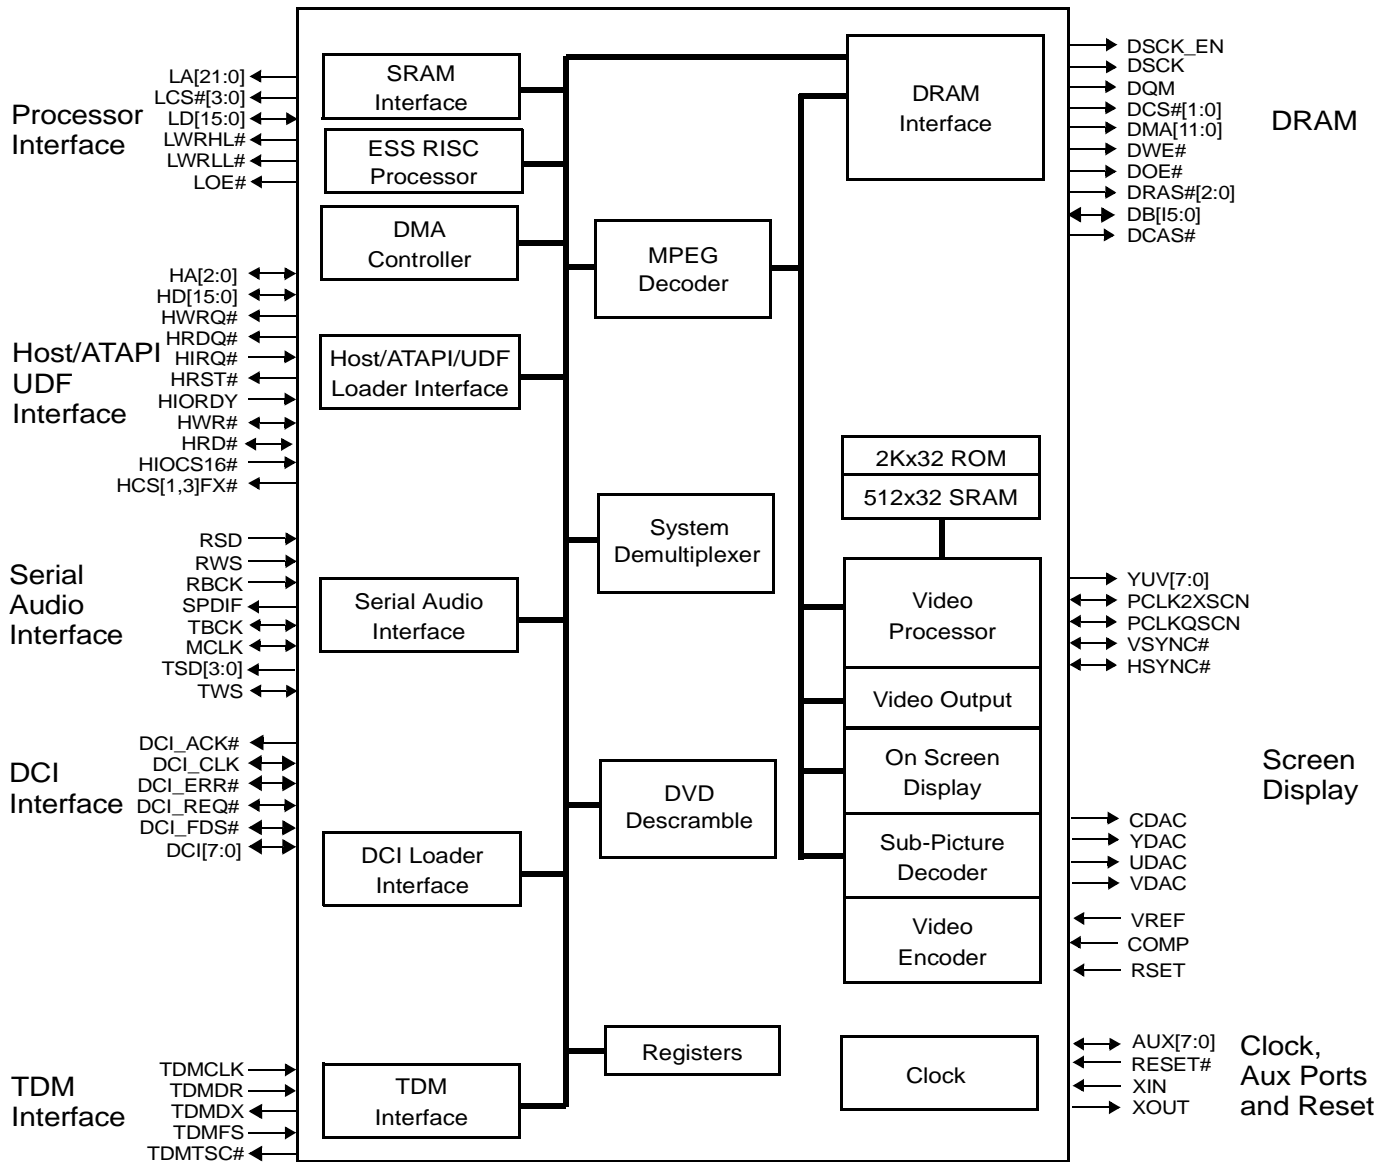 Processor
Interface
LA[21:0]
LCS#[3:0]
LD[15:0]
LWRHL#
LWRLL#
LOE#
Host/ATAPI
UDF
Interface
HA[2:0]
HD[15:0]
HWRQ#
HRDQ#
HIRQ#
HRST#
HIORDY
HWR#
HRD#
HIOCS16#
HCS[1,3]FX#
Serial
Audio
Interface
RSD
RWS
RBCK
SPDIF
TBCK
MCLK
TSD[3:0]
TWS
DCI
Interface
DCI_ACK#
DCI_CLK
DCI_ERR#
DCI_REQ#
DCI_FDS#
DCI[7:0]
TDM
Interface
TDMCLK
TDMDR
TDMDX
TDMFS
TDMTSC#
SRAM
Interface
ESS RISC
Processor
DMA
Controller
Host/ATAPI/UDF
Loader Interface
Serial Audio
Interface
DCI Loader
Interface
TDM
Interface
MPEG
Decoder
System
Demultiplexer
DVD
Descramble
Registers
DRAM
Interface
2Kx32 ROM
512x32 SRAM
Video
Processor
Video Output
On Screen
Display
Sub-Picture
Decoder
Video
Encoder
Clock
DSCK_EN
DSCK
DQM
DCS#[1:0]
DMA[11:0]
DWE#
DOE#
DRAS#[2:0]
DB[I5:0]
DCAS#
DRAM
YUV[7:0]
PCLK2XSCN
PCLKQSCN
VSYNC#
HSYNC#
CDAC
YDAC
UDAC
VDAC
VREF
COMP
RSET
Screen
Display
AUX[7:0]
RESET#
XIN
XOUT
Clock,
Aux Ports
and Reset